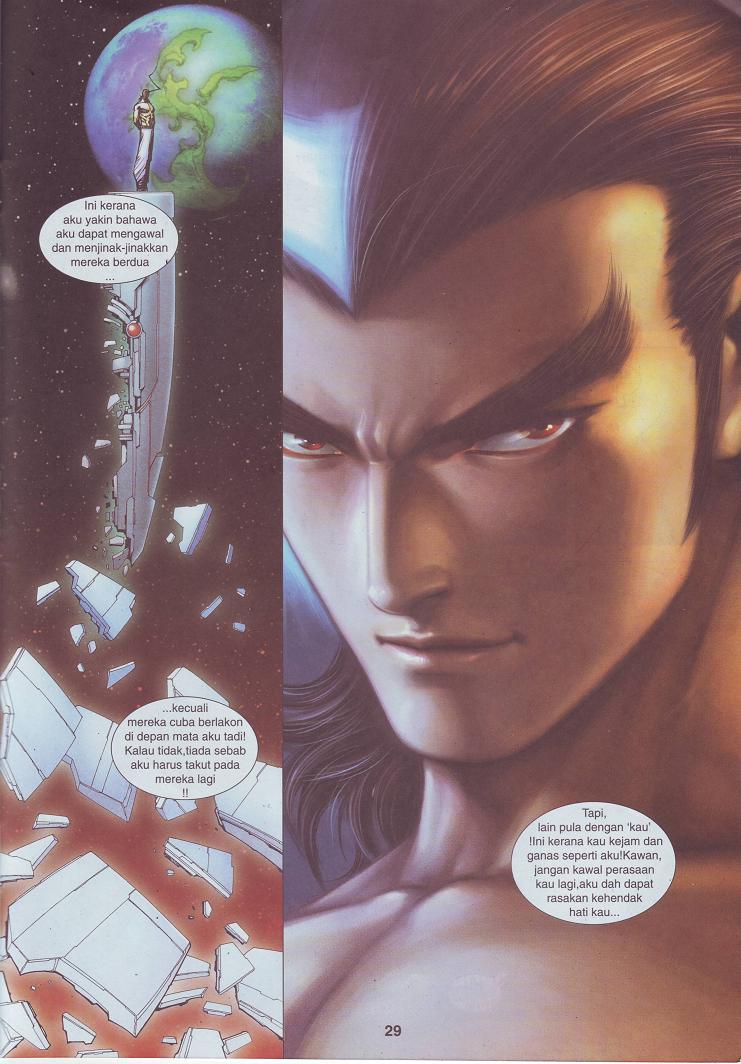 Ini kerana
aku yakin bahawa
aku dapat mengawal
dan menjinak-jinakkan
mereka berdua
...
...kecuali
mereka cuba berlakon
di depan mata aku tadi!
Kalau tidak,tiada sebab
aku harus takut pada
mereka lagi
!!
Tapi,
lain pula dengan ‘kau’
!Ini kerana kau kejam dan
ganas seperti aku!Kawan,
jangan kawal perasaan
kau lagi,aku dah dapat
rasakan kehendak
hati kau...
29